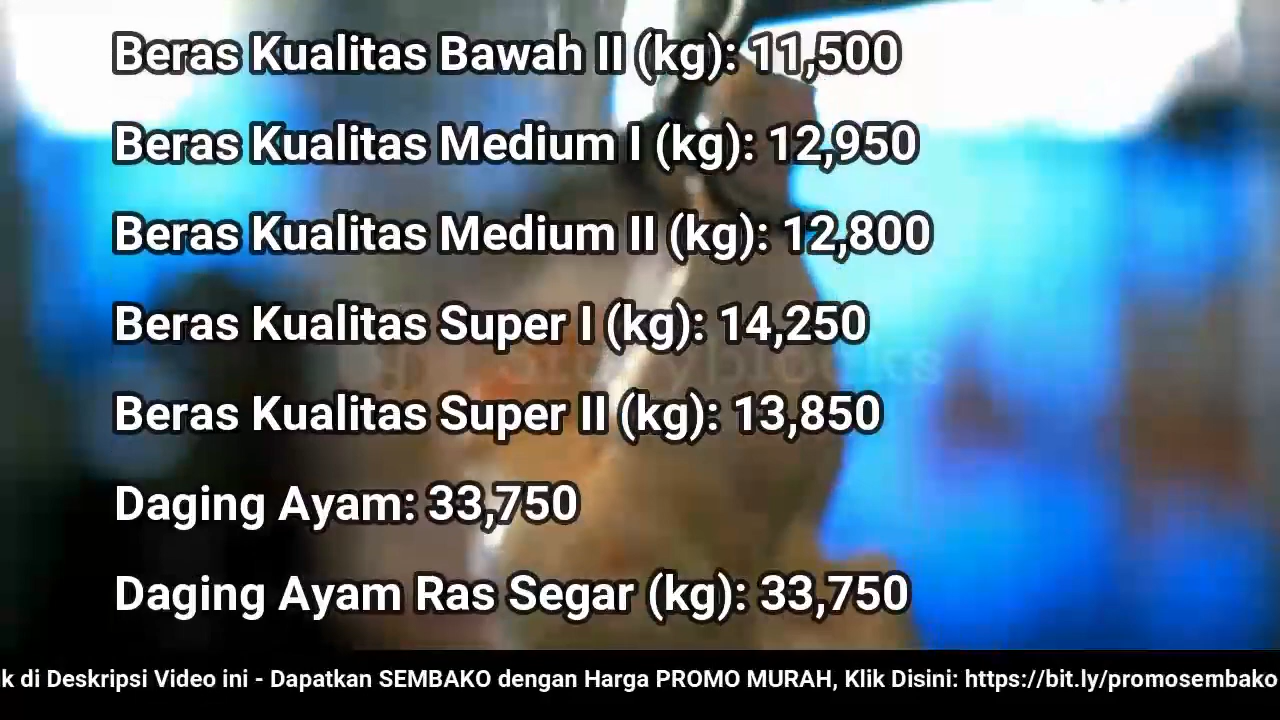 Beras Kualitas Bawah II (kg): 11,500
Beras Kualitas Medium I (kg): 12,950
Beras Kualitas Medium II (kg): 12,800
Beras Kualitas Super I (kg): 14,250
Beras Kualitas Super II (kg): 13,850
Daging Ayam: 33,750
Daging Ayam Ras Segar (kg): 33,750
k di Deskripsi Video ini - Dapatkan SEMBAKO dengan Harga PROMO MURAH, Klik Disini: https://bit.ly/promosembako